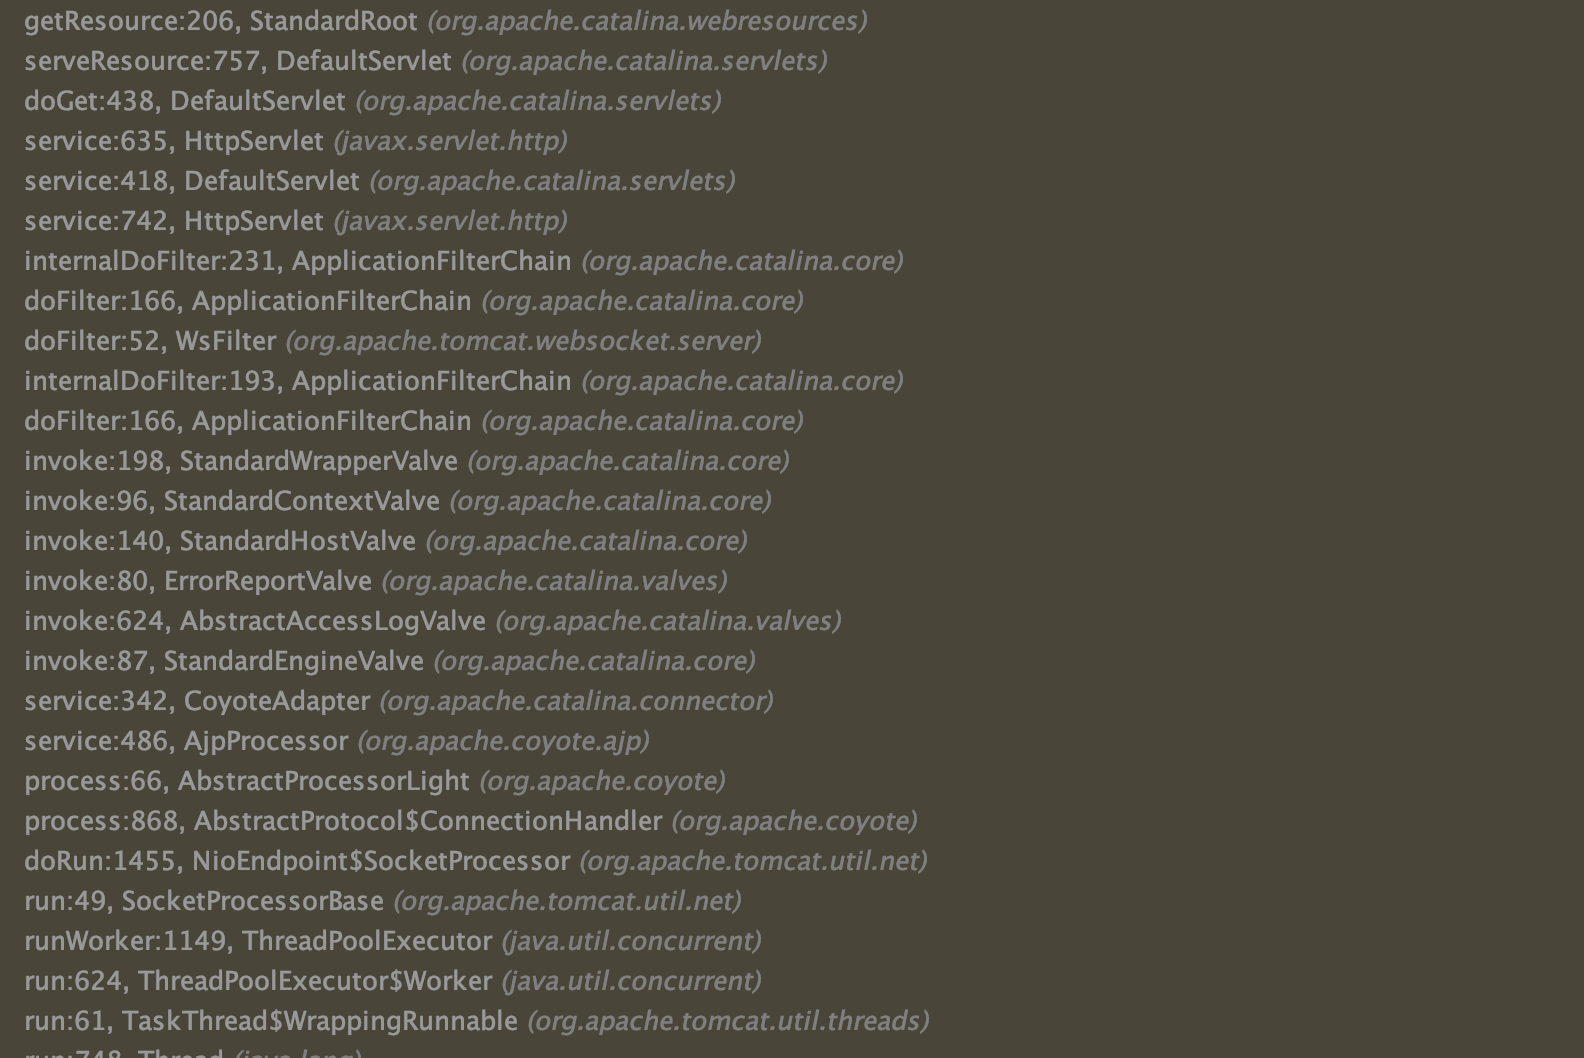 getResource:206, StandardRoot (org.apache.catalina.webresources)
serveResource:757, DefaultServlet (org.apache.catalina.servlets)
doGet:438, DefaultServlet (org.apache.catalina.servlets)
service:635, HttpServlet (javax.servlet.http)
service:418, DefaultServlet (org.apache.catalina.servlets)
service:742, HttpServlet (javax.servlet.http)
internalDoFilter:231, ApplicationFilterChain (org.apache.catalina.core)
doFilter:166, ApplicationFilterChain (org.apache.catalina.core)
doFilter:52, WsFilter (org.apache.tomcat.websocket.server)
internalDoFilter:193, ApplicationFilterChain (org.apache.catalina.core)
doFilter:166, ApplicationFilterChain (org.apache.catalina.core)
invoke:198, StandardWrapperValve (org.apache.catalina.core)
invoke:96, StandardContextValve (org.apache.catalina.core)
invoke:140, StandardHostValve (org.apache.catalina.core)
invoke:80, ErrorReportValve (org.apache.catalina.valves)
invoke:624, AbstractAccessLogValve (org.apache.catalina.valves)
invoke:87, StandardEngineValve (org.apache.catalina.core)
service:342, CoyoteAdapter (org.apache.catalina.connector)
service:486, AjpProcessor (org.apache.coyote.ajp)
process:66, AbstractProcessorLight (org.apache.coyote)
process:868, AbstractProtocol$ConnectionHandler (org.apache.coyote)
doRun:1455, NioEndpoint$SocketProcessor (org.apache.tomcat.util.net)
run:49, SocketProcessorBase (org.apache.tomcat.util.net)
runWorker:1149, ThreadPoolExecutor (java.util.concurrent)
run:624, ThreadPoolExecutor$Worker (java.util.concurrent)
run:61, TaskThread$WrappingRunnable (org.apache.tomcat.util.threads)
run:748, Thread (java.lang)